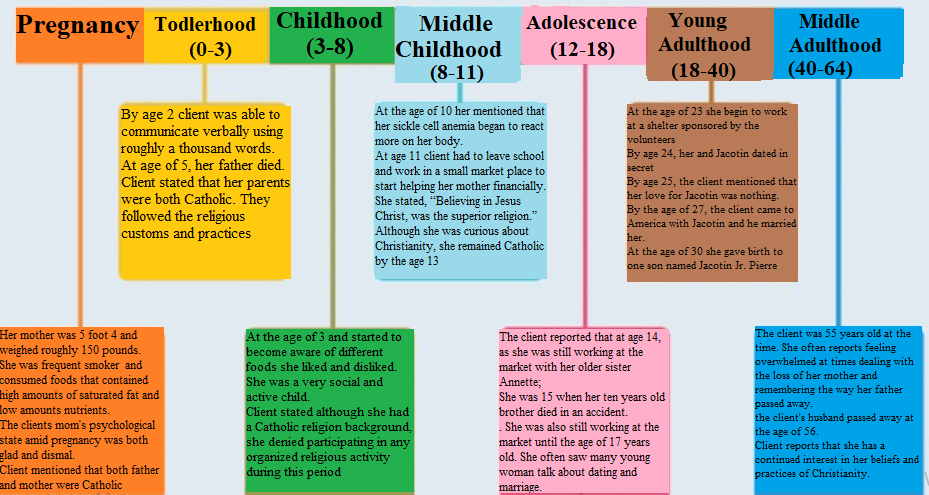 Pregnancy
Todlerhood
(0-3)
Childhood
(3-8)
Middle
Childhood
(8-11)
Adolescence
(12-18)
Young
Adulthood
(18-40)
Middle
Adulthood
(40-64)
By age 2 client was able to
communicate verbally using
roughly a thousand words.
At age of 5, her father died.
Client stated that her parents
were both Catholic. They
followed the religious
customs and practices
At the age of 10 her mentioned that
her sickle cell anemia began to react
more on her body.
At age 11 client had to leave school
and work in a small market place to
start helping her mother financially.
She stated, “Believing in Jesus
Christ, was the superior religion.”
Although she was curious about
Christianity, she remained Catholic
by the age 13
At the age of 23 she begin to work
at a shelter sponsored by the
volunteers
By age 24, her and Jacotin dated in
secret
By age 25, the client mentioned that
her love for Jacotin was nothing.
By the age of 27, the client came to
America with Jacotin and he married
her.
At the age of 30 she gave birth to
one son named Jacotin Jr. Pierre
Her mother was 5 foot 4 and
weighed roughly 150 pounds.
She was frequent smoker and
consumed foods that contained
high amounts of saturated fat and
low amounts nutrients.
The clients mom's psychological
state amid pregnancy was both
glad and dismal.
Client mentioned that both father
and mother were Catholic
At the age of 3 and started to
become aware of different
foods she liked and disliked.
She was a very social and
active child.
Client stated although she had
a Catholic religion background,
she denied participating in any
organized religious activity
during this period
The client reported that at age 14,
as she was still working at the
market with her older sister
Annette;
She was 15 when her ten years old
brother died in an accident.
. She was also still working at the
market until the age of 17 years
old. She often saw many young
woman talk about dating and
marriage.
The client was 55 years old at the
time. She often reports feeling
overwhelmed at times dealing with
the loss of her mother and
remembering the way her father
passed away.
the client's husband passed away at
the age of 56.
Client reports that she has a
continued interest in her beliefs and
practices of Christianity.